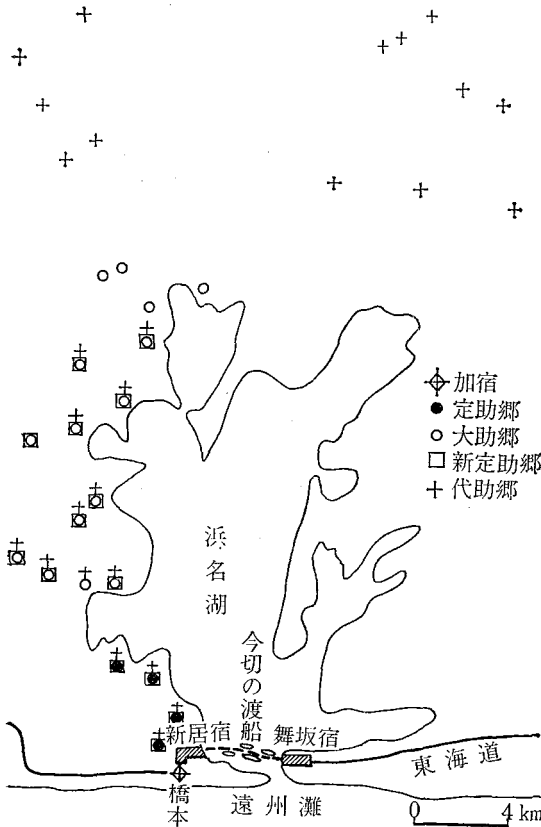 加宿
定助郷
大助郷
新定助郷
代助郷
浜名湖
今切の渡船
新居宿
舞坂宿
東海道
橋本
遠州灘
0 4 km